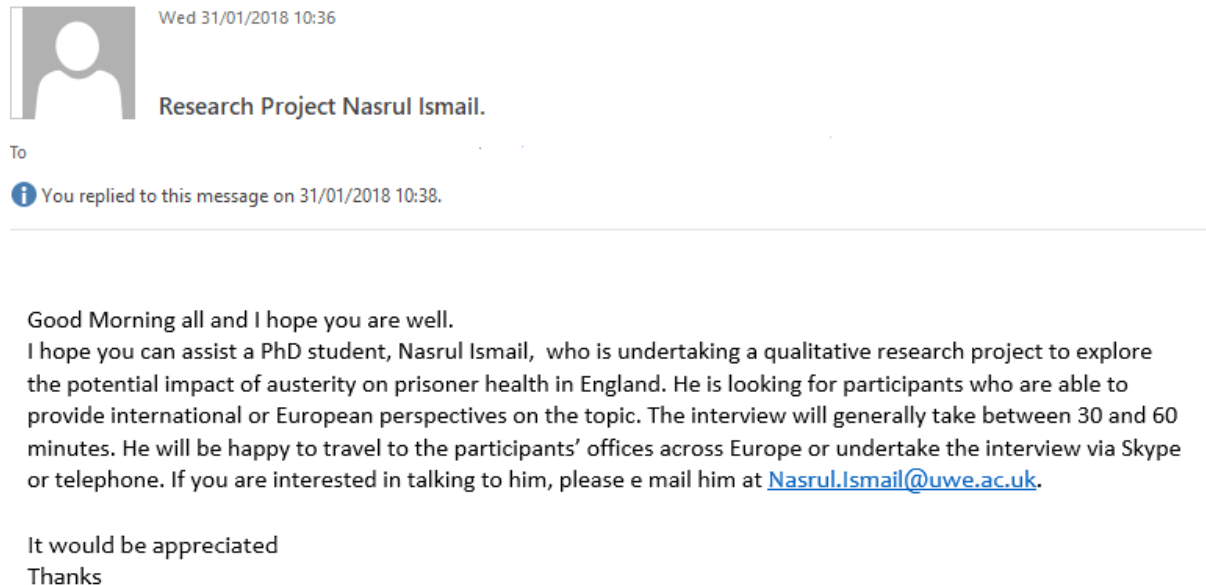 Wed 31/01/2018 10:36
Research Project Nasrul Ismail.
To
You replied to this message on 31/01/2018 10:38.
Good Morning all and I hope you are well.
I hope you can assist a PhD student, Nasrul Ismail,  who is undertaking a qualitative research project to explore
the potential impact of austerity on prisoner health in England. He is looking for participants who are able to
provide international or European perspectives on the topic. The interview will generally take between 30 and 60
minutes. He will be happy to travel to the participants’ offices across Europe or undertake the interview via Skype
or telephone. If you are interested in talking to him, please e mail him at Nasrul.Ismail@uwe.ac.uk.
It would be appreciated
Thanks